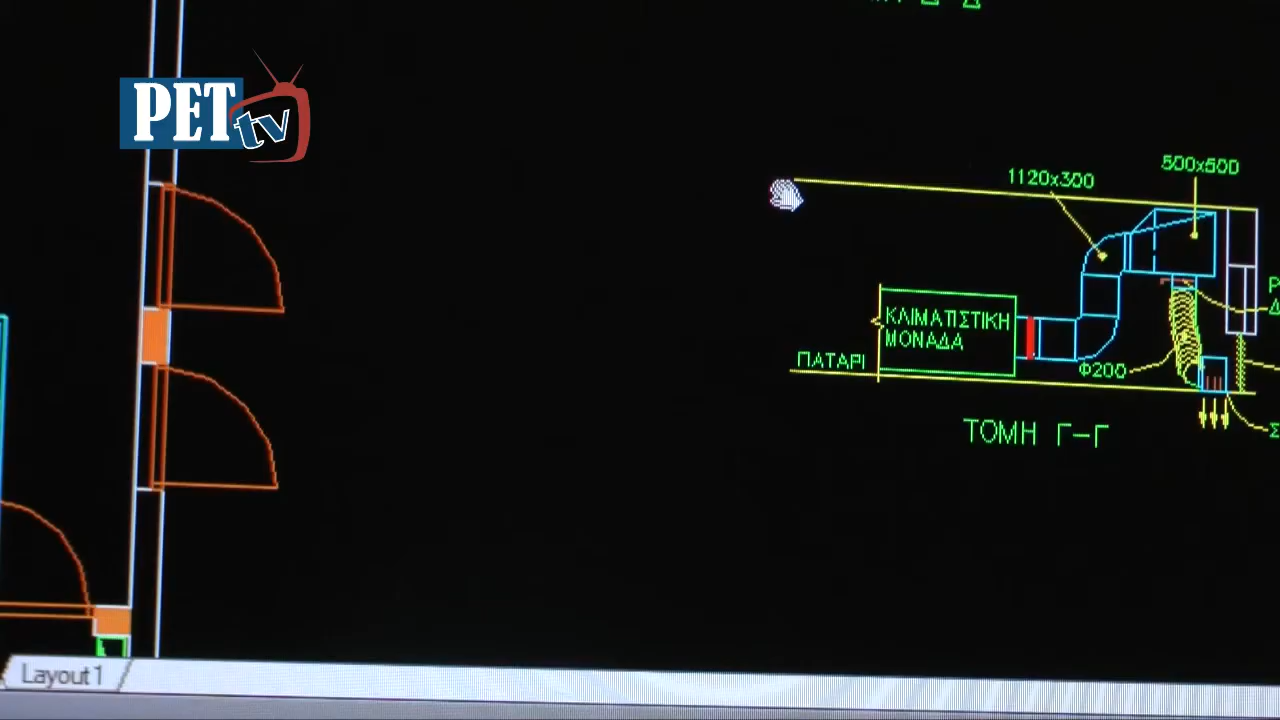 PET
tv
500x500
1120x300
ΚΛΙΜΑΤΙΣΤΙΚΗ
ΜΟΝΑΔΑ
ΠΑΤΑΡΙ
Φ200
ΤΟΜΗ Γ-Γ
Layout1